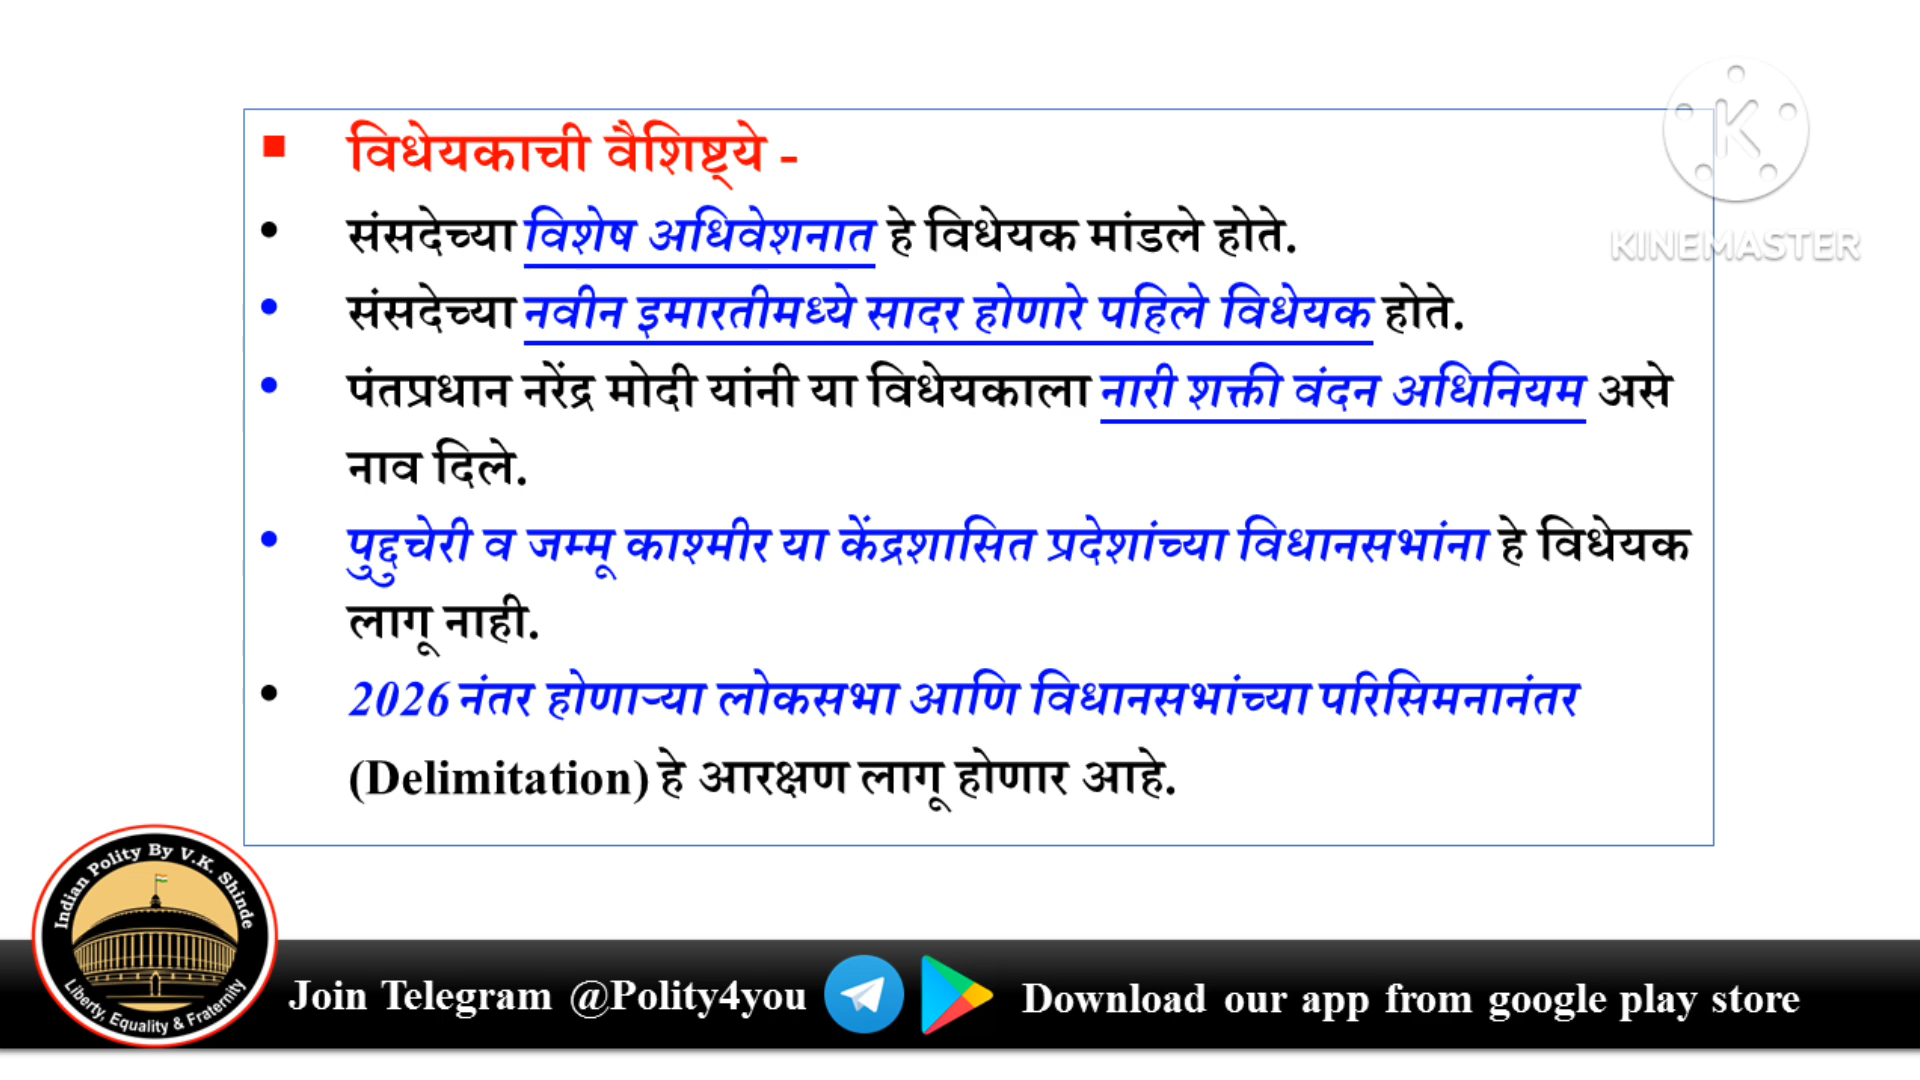 विधेयकाची वैशिष्ट्ये -
संसदेच्या विशेष अधिवेशनात हे विधेयक मांडले होते.
संसदेच्या नवीन इमारतीमध्ये सादर होणारे पहिले विधेयक होते.
पंतप्रधान नरेंद्र मोदी यांनी या विधेयकाला नारी शक्ती वंदन अधिनियम असे
नाव दिले.
पुद्दुचेरी व जम्मू काश्मीर या केंद्रशासित प्रदेशांच्या विधानसभांना हे विधेयक
लागू नाही.
2026 नंतर होणाऱ्या लोकसभा आणि विधानसभांच्या परिसिमनानंतर
(Delimitation) हे आरक्षण लागू होणार आहे.
K
KINEMASTER
Indian Polity By V.K. Shinde
Liberty, Equality & Fraternity
Join Telegram @Polity4you
Download our app from google play store